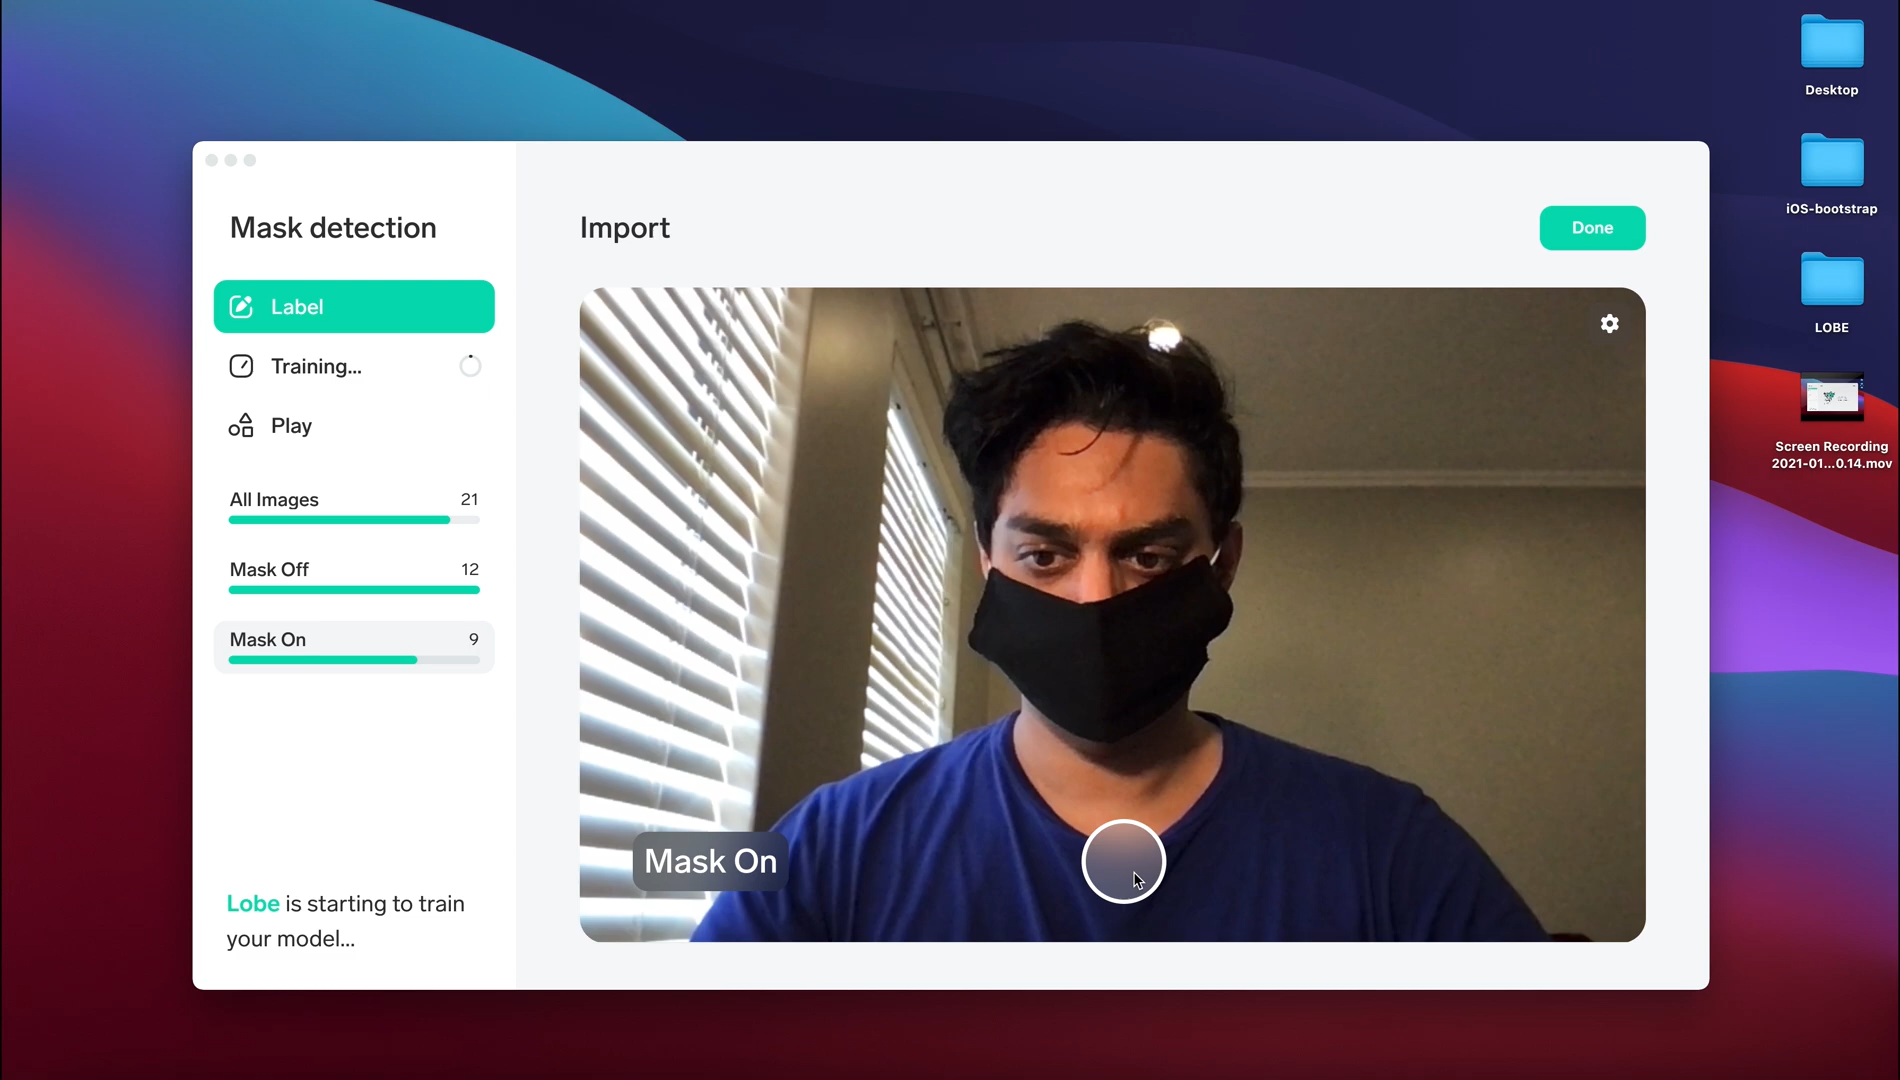 Desktop
iOS-bootstrap
LOBE
Screen Recording
2021-01...0.14.mov
Mask detection
Label
Training...
Play
All Images 21
Mask Off 12
Mask On 9
Lobe is starting to train
your model...
Import
Done
Mask On